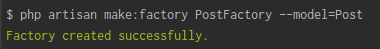 $ php artisan make:factory PostFactory --model=Post
Factory created successfully.